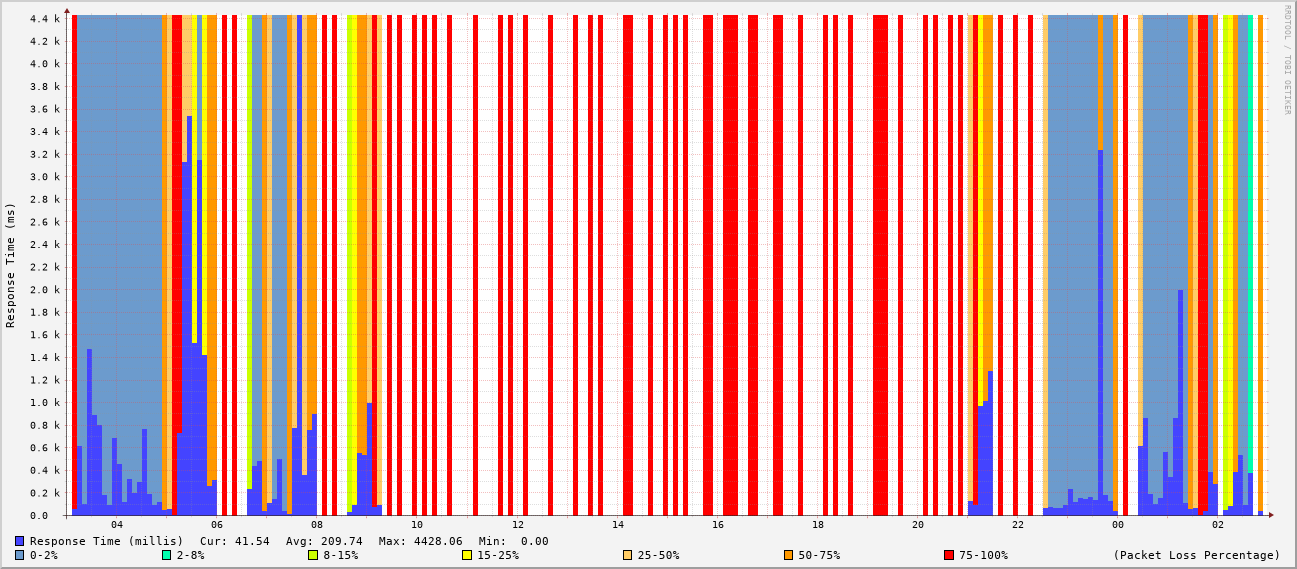 4.4 k
4.2 k
4.0 k
3.8 k
3.6 k
3.4 k
3.2 k
3.0 k
2.8 k
2.6 k
2.4 k
2.2 k
2.0 k
1.8 k
1.6 k
1.4 k
1.2 k
1.0 k
0.8 k
0.6 k
0.4 k
0.2 k
0.0
Response Time (ms)
RRDTOOL / TOBI OETIKER
04 06 08 10 12 14 16 18 20 22 00 02
Response Time (millis) Cur: 41.54 Avg: 209.74 Max: 4428.06 Min: 0.00
0-2% 2-8% 8-15% 15-25% 25-50% 50-75% 75-100% (Packet Loss Percentage)